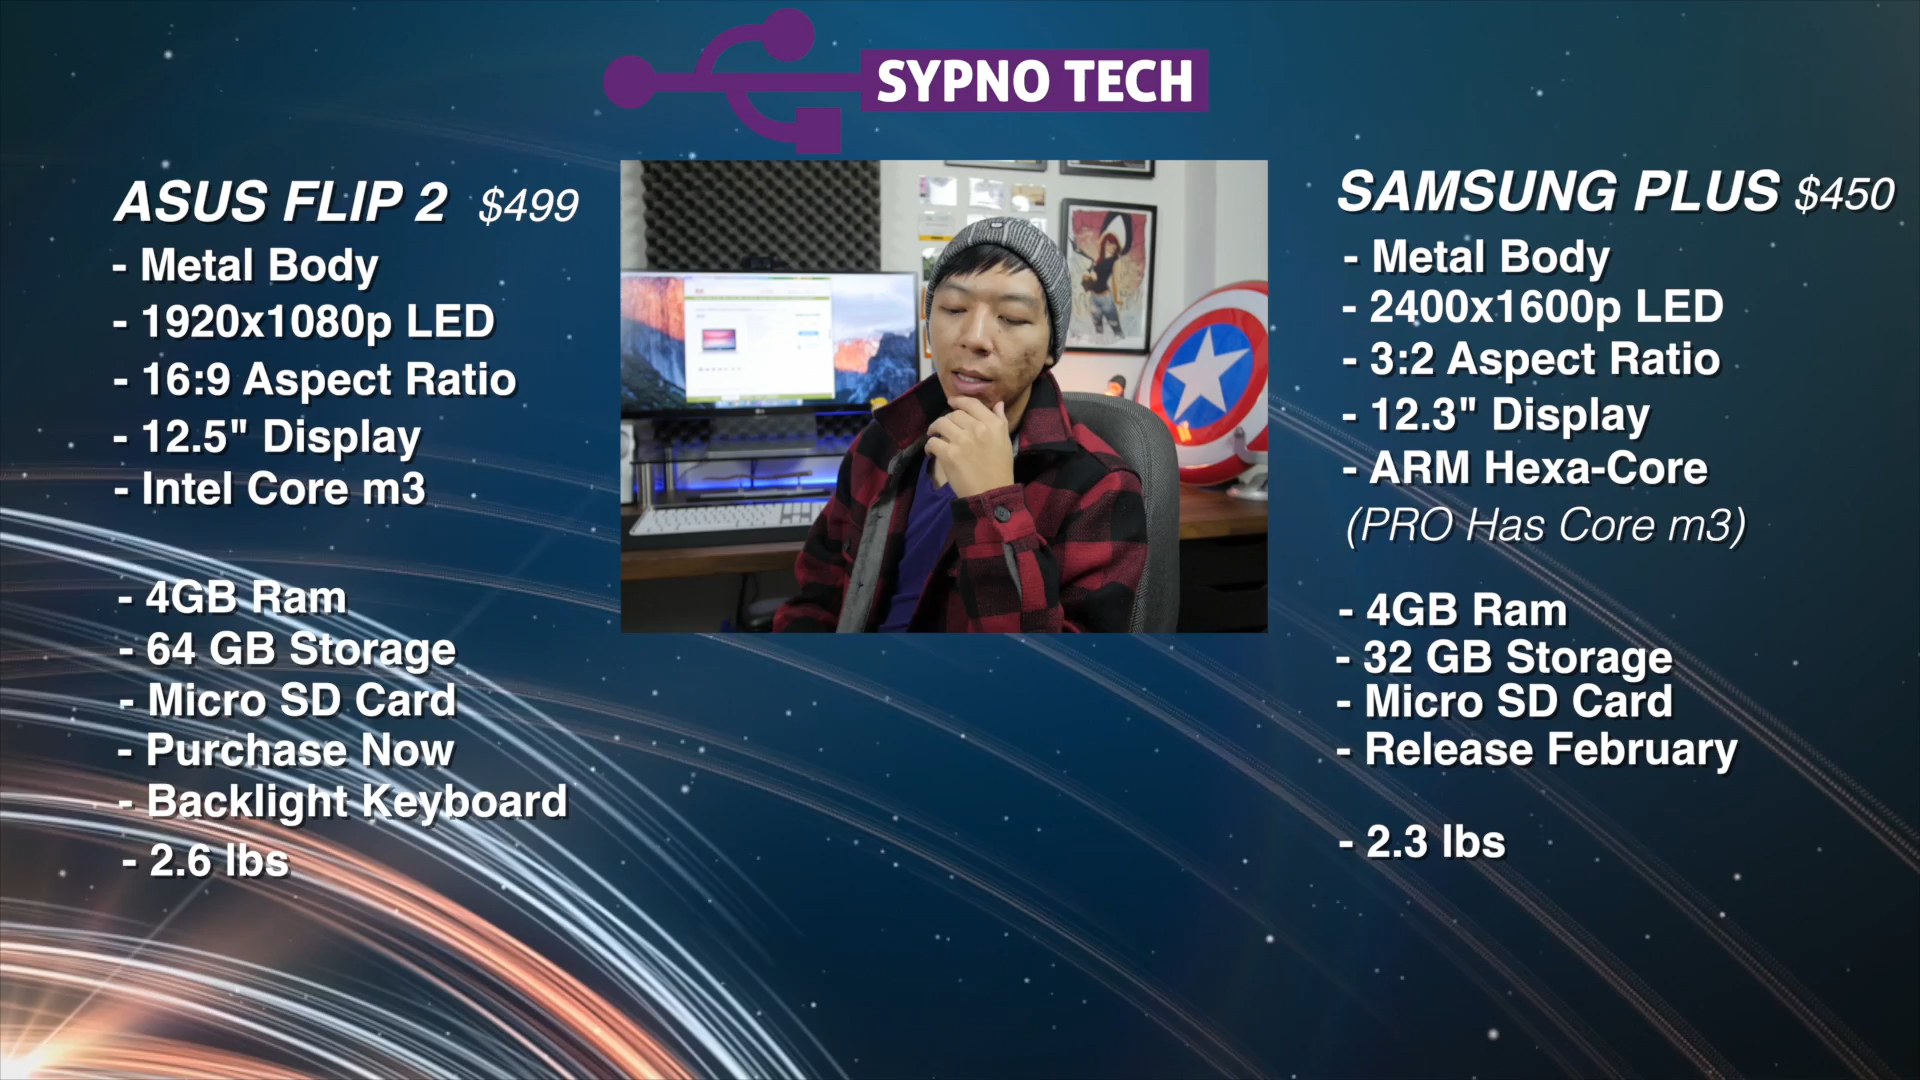 SYPNO TECH
ASUS FLIP 2 $499
- Metal Body
- 1920x1080p LED
- 16:9 Aspect Ratio
- 12.5" Display
- Intel Core m3
- 4GB Ram
- 64 GB Storage
- Micro SD Card
- Purchase Now
- Backlight Keyboard
- 2.6 lbs
SAMSUNG PLUS $450
- Metal Body
- 2400x1600p LED
- 3:2 Aspect Ratio
- 12.3" Display
- ARM Hexa-Core
(PRO Has Core m3)
- 4GB Ram
- 32 GB Storage
- Micro SD Card
- Release February
- 2.3 lbs